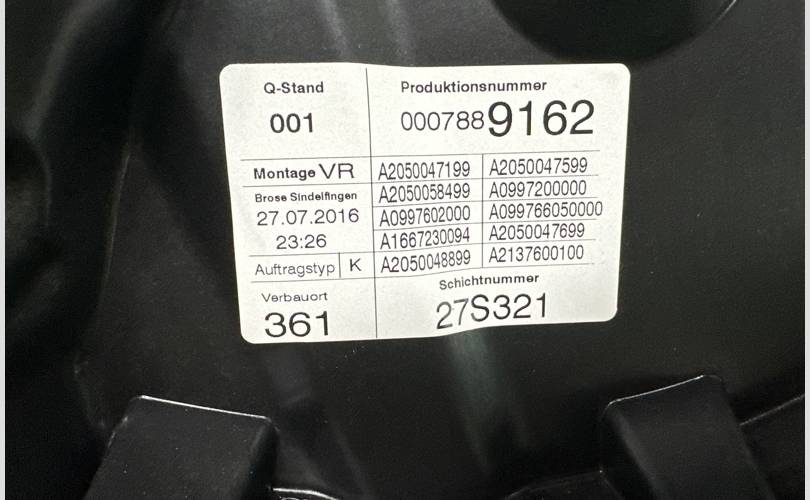 Q-Stand Produktionsnummer
001 0007889162
Montage VR A2050047199 A2050047599
Brose Sindelfingen A2050058499 A0997200000
27.07.2016 A0997602000 A099766050000
23:26 A1667230094 A2050047699
Auftragstyp K A2050048899 A2137600100
Verbauort Schichtnummer
361 27S321